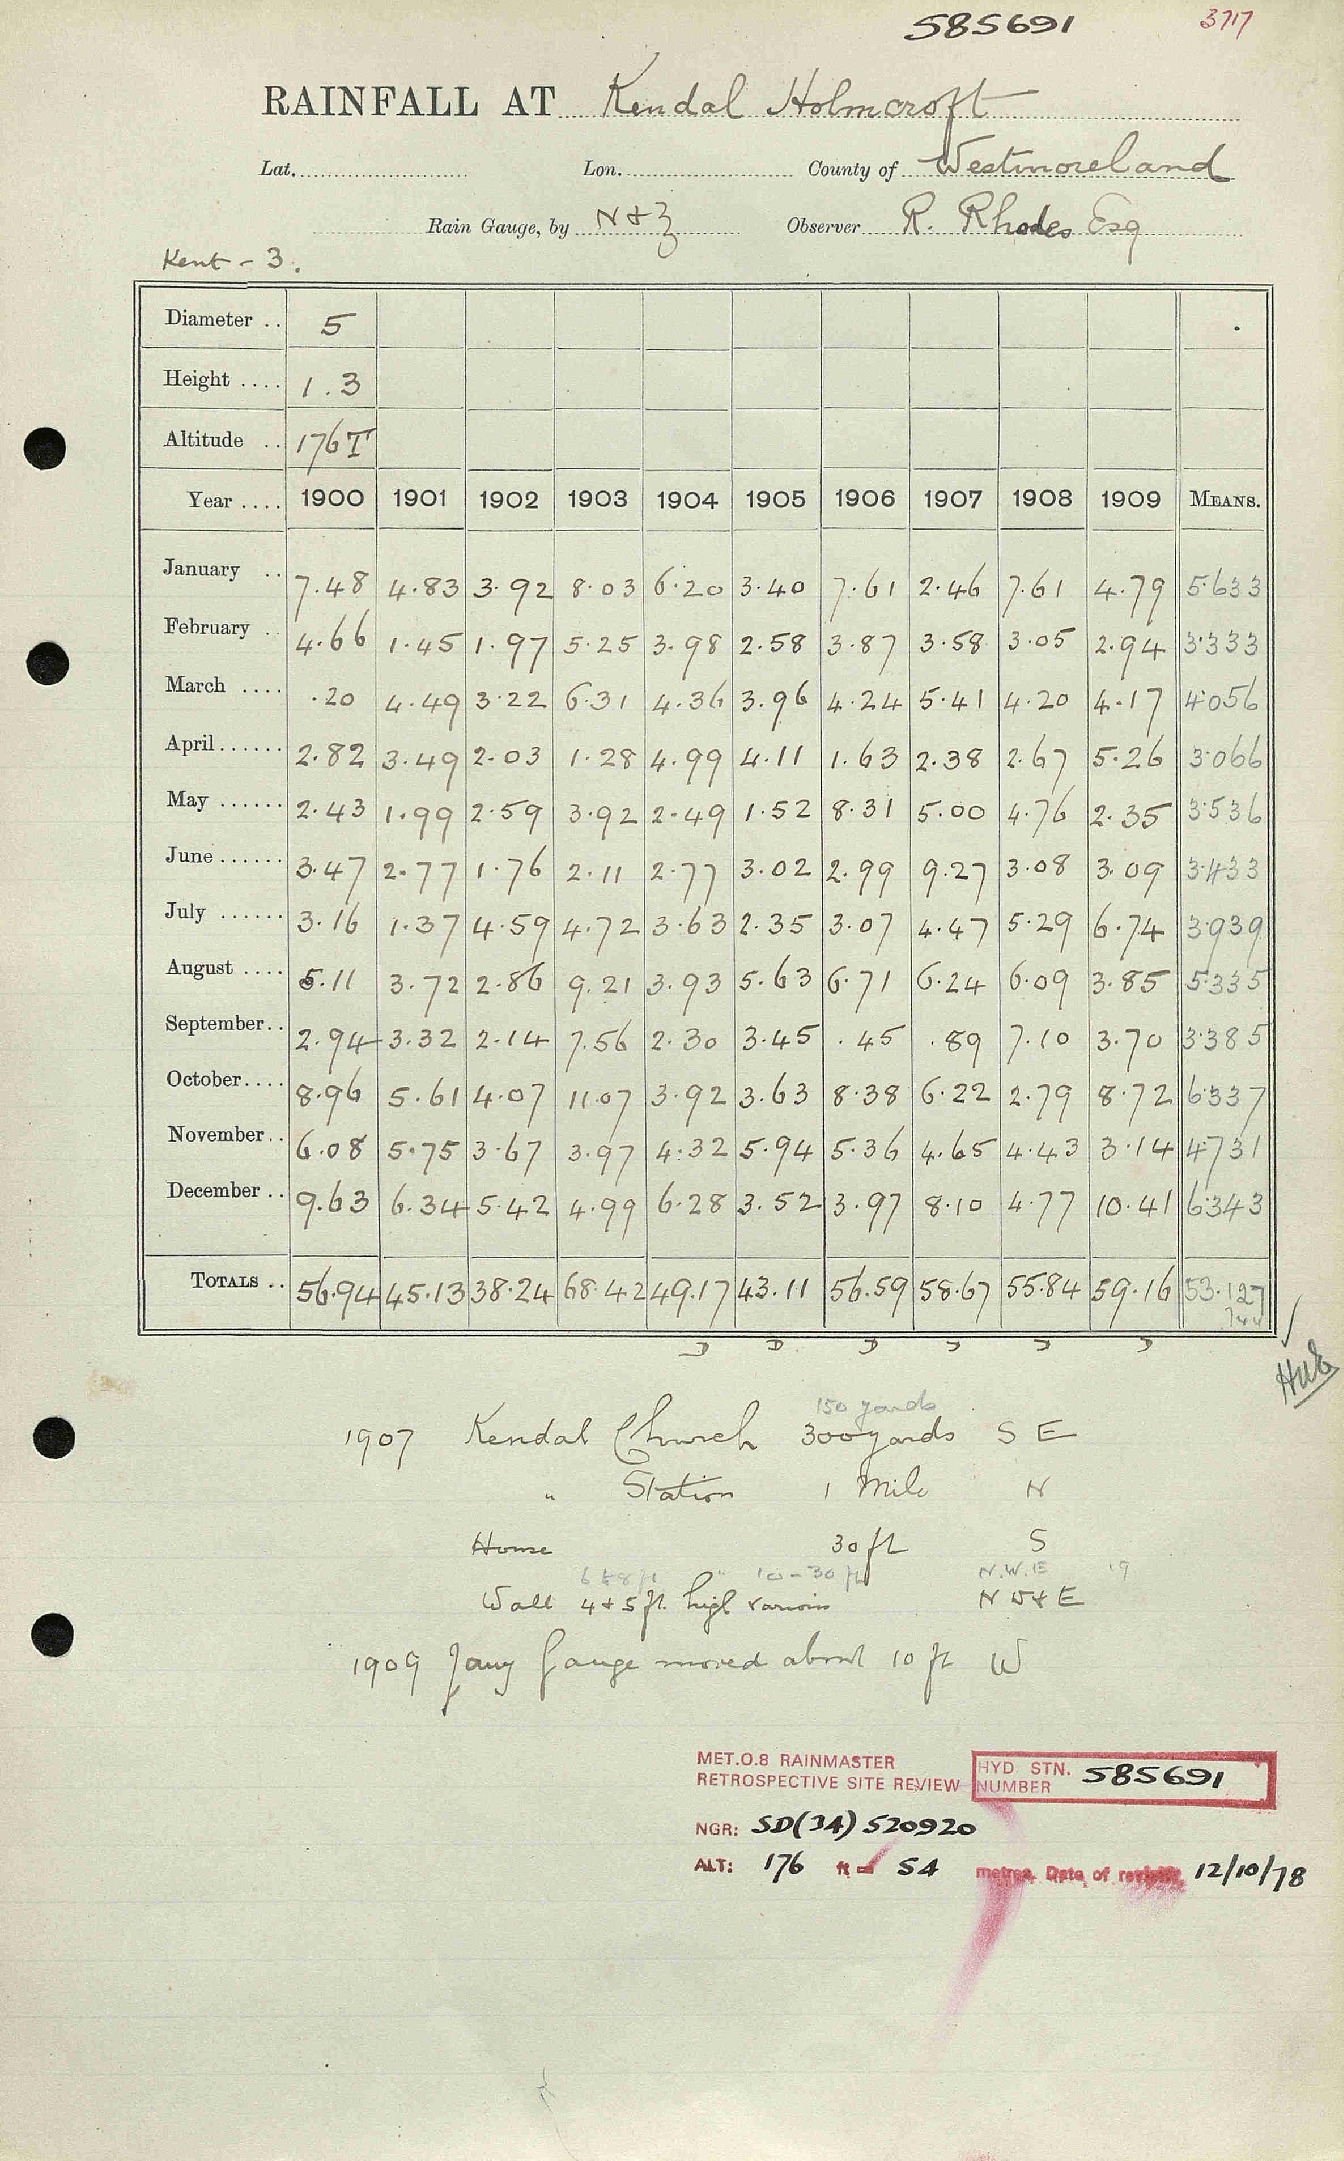 585691 3717
RAINFALL AT Kendal Holmcroft
Lat. Lon. County of Westmoreland
Rain Gauge, by N & Z Observer R. Rhodes Esq
Kent - 3.
Diameter .. 5
Height .... 1.3
Altitude .. 176 T
Year .... 1900 1901 1902 1903 1904 1905 1906 1907 1908 1909 MEANS.
January .. 7.48 4.83 3.92 8.03 6.20 3.40 7.61 2.46 7.61 4.79 5.633
February .. 4.66 1.45 1.97 5.25 3.98 2.58 3.87 3.58 3.05 2.94 3.333
March .... .20 4.49 3.22 6.31 4.36 3.96 4.24 5.41 4.20 4.17 4.056
April ...... 2.82 3.49 2.03 1.28 4.99 4.11 1.63 2.38 2.67 5.26 3.066
May ...... 2.43 1.99 2.59 3.92 2.49 1.52 8.31 5.00 4.76 2.35 3.536
June ...... 3.47 2.77 1.76 2.11 2.77 3.02 2.99 9.27 3.08 3.09 3.433
July ...... 3.16 1.37 4.59 4.72 3.63 2.35 3.07 4.47 5.29 6.74 3.939
August .... 5.11 3.72 2.86 9.21 3.93 5.63 6.71 6.24 6.09 3.85 5.335
September .. 2.94 3.32 2.14 7.56 2.30 3.45 .45 .89 7.10 3.70 3.385
October .... 8.96 5.61 4.07 11.07 3.92 3.63 8.38 6.22 2.79 8.72 6.337
November .. 6.08 5.75 3.67 3.97 4.32 5.94 5.36 4.65 4.43 3.14 4.731
December .. 9.63 6.34 5.42 4.99 6.28 3.52 3.97 8.10 4.77 10.41 6.343
TOTALS .. 56.94 45.13 38.24 68.42 49.17 43.11 56.59 58.67 55.84 59.16 53.127
150 yards
1907 Kendal Church 300 yards S E
" Station 1 Mile N
House 30 ft S
6 & 8 ft " 10-30 ft N.W.E
Wall 4 & 5 ft. high various N W & E
1909 Jany Gauge moved about 10 ft W
MET.O.8 RAINMASTER
RETROSPECTIVE SITE REVIEW
HYD. STN. NUMBER 585691
NGR: SD(34) 520920
ALT: 176 ft = 54 metres. Date of review 12/10/78